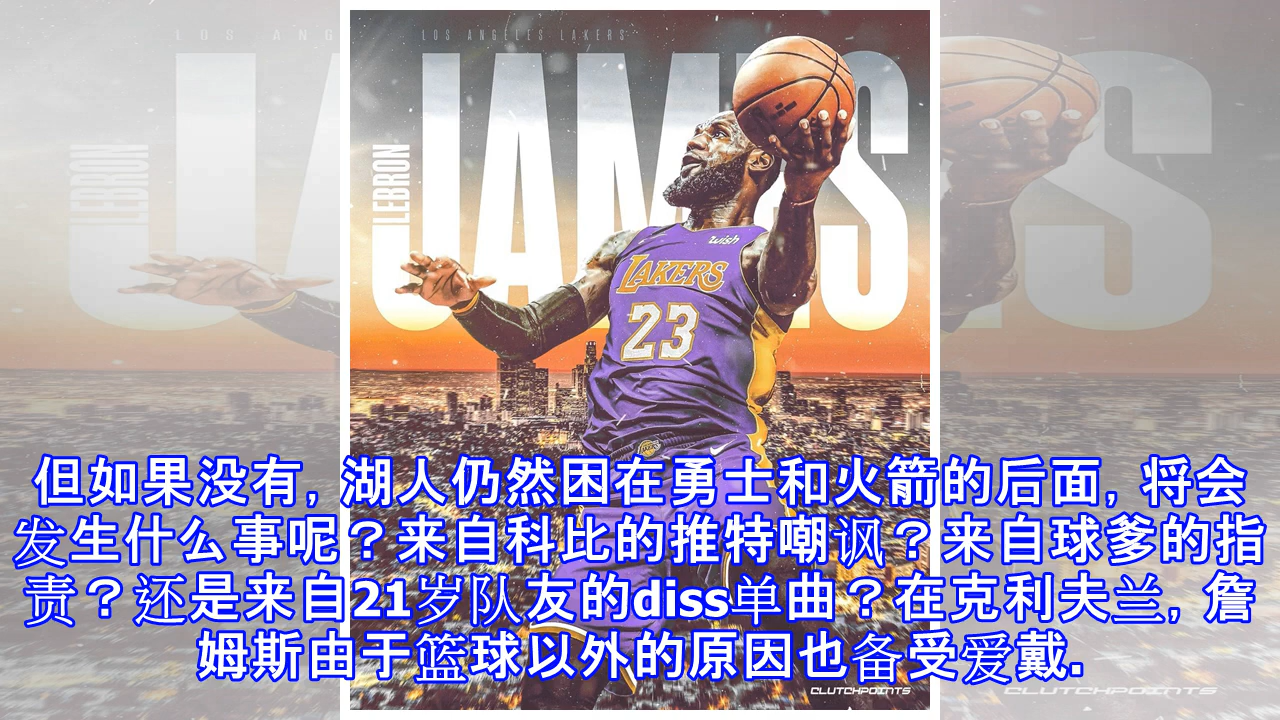 LOS ANGELES LAKERS
LEBRON
JAMES
wish
LAKERS
23
但如果没有, 湖人仍然困在勇士和火箭的后面, 将会
发生什么事呢？来自科比的推特嘲讽？来自球爹的指
责？还是来自21岁队友的diss单曲？在克利夫兰, 詹
姆斯由于篮球以外的原因也备受爱戴.
CLUTCHPOINTS
CLUTCHPOINTS